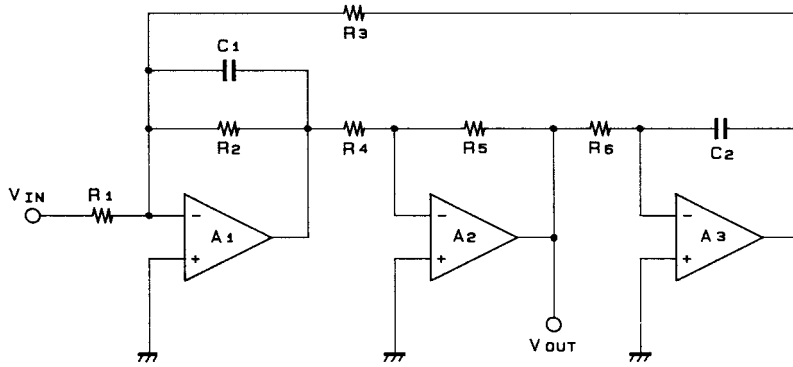 R3
C1
R2
R4
R5
R6
C2
VIN
R1
A1
A2
A3
VOUT
− 
+
−
+
−
+